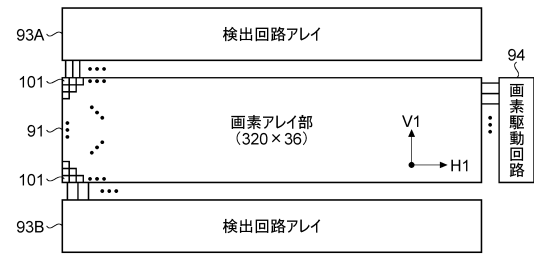 93A
検出回路アレイ
94
101
画素駆動回路
91
画素アレイ部
(320×36)
V1
H1
101
93B
検出回路アレイ